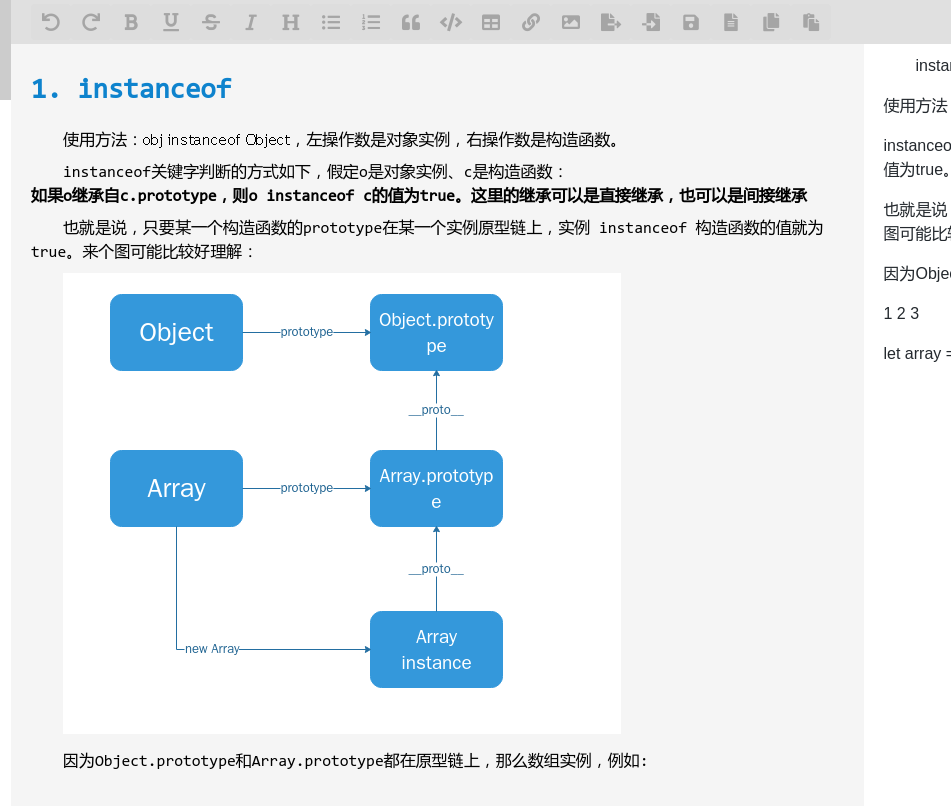 1. instanceof
使用方法：obj instanceof Object，左操作数是对象实例，右操作数是构造函数。
instanceof关键字判断的方式如下，假定o是对象实例、c是构造函数：
如果o继承自c.prototype，则o instanceof c的值为true。这里的继承可以是直接继承，也可以是间接继承
也就是说，只要某一个构造函数的prototype在某一个实例原型链上，实例 instanceof 构造函数的值就为
true。来个图可能比较好理解：
Object
prototype
Object.prototy
pe
__proto__
Array
prototype
Array.prototyp
e
__proto__
new Array
Array
instance
因为Object.prototype和Array.prototype都在原型链上，那么数组实例，例如:
使用方法
instanceo
值为true。
也就是说
图可能比
因为Obje
1 2 3
let array =